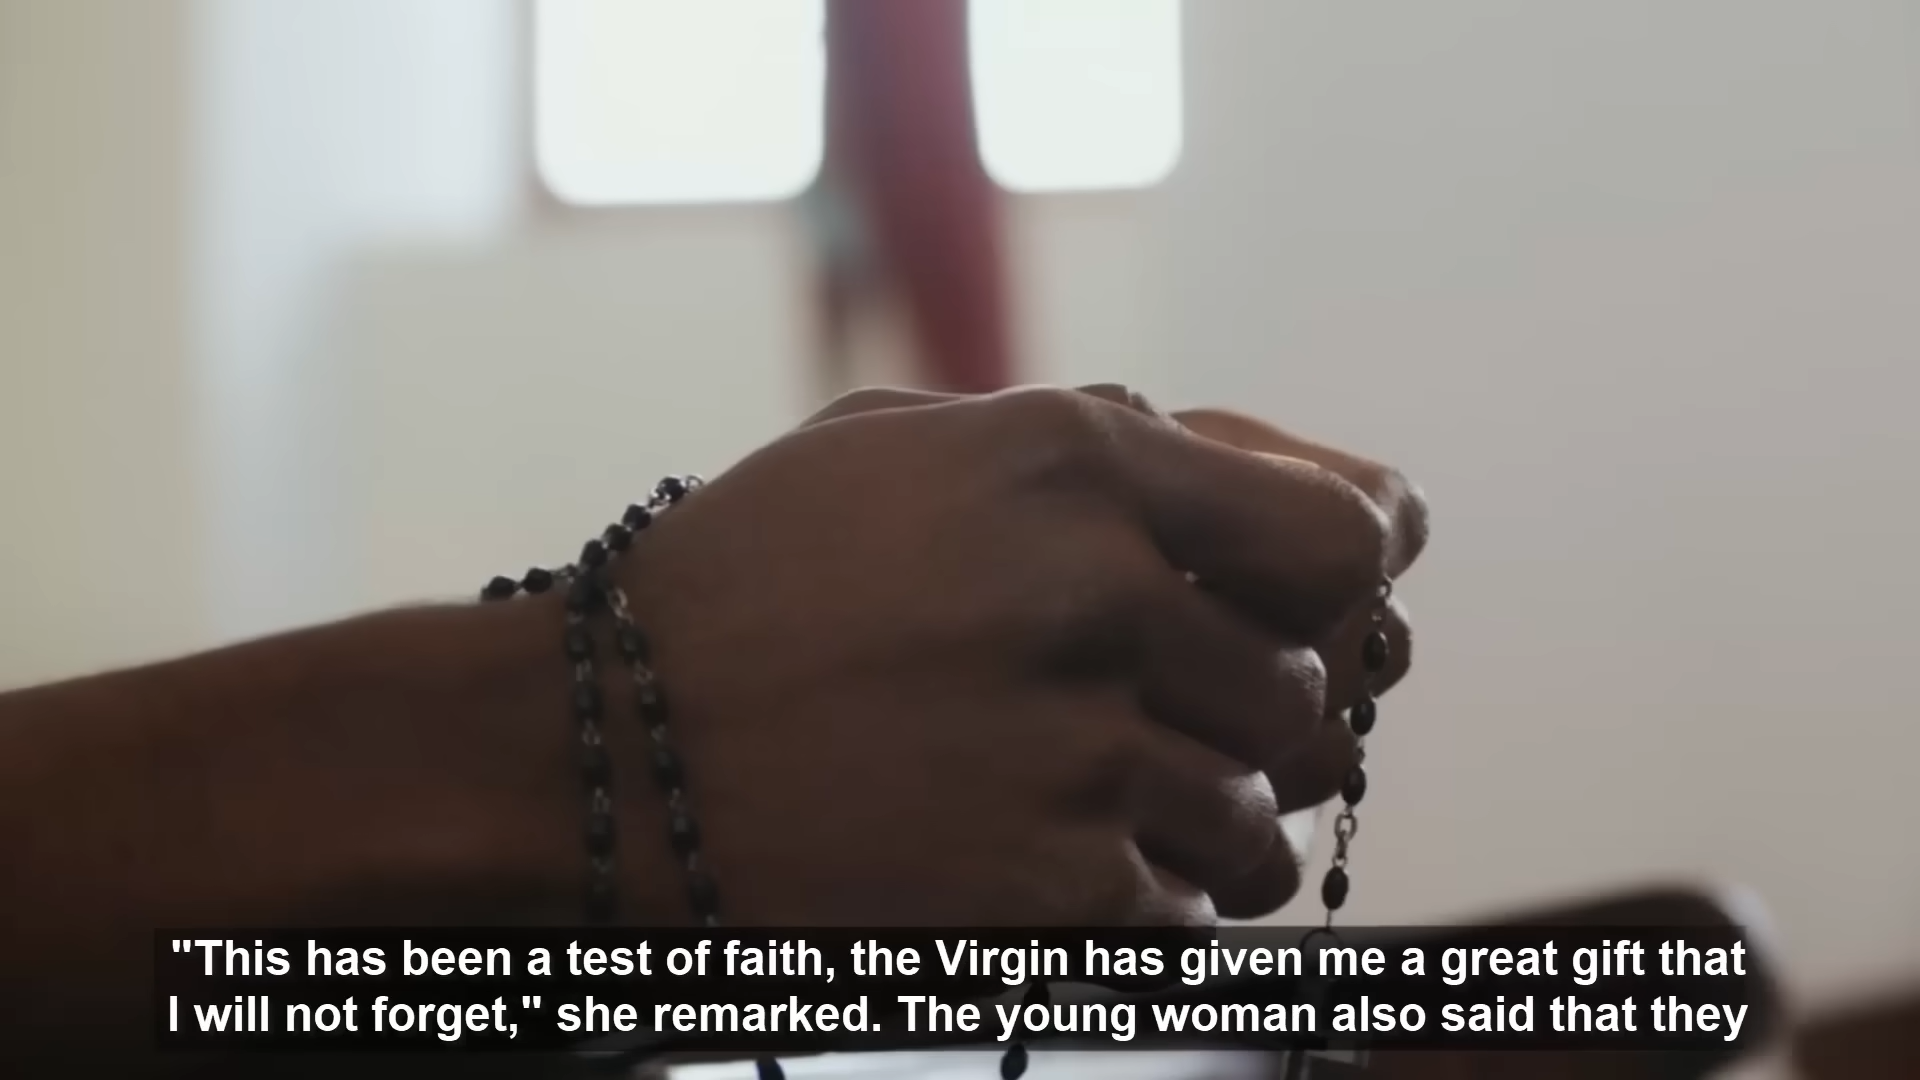 "This has been a test of faith, the Virgin has given me a great gift that
I will not forget," she remarked. The young woman also said that they